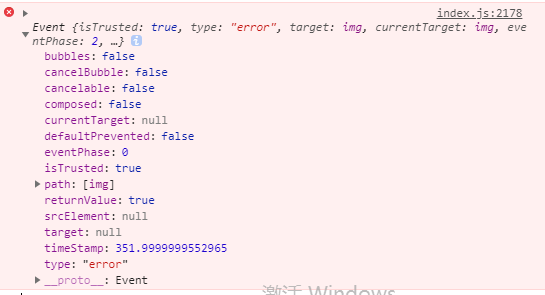 index.js:2178
Event {isTrusted: true, type: "error", target: img, currentTarget: img, eve
ntPhase: 2, …} i
bubbles: false
cancelBubble: false
cancelable: false
composed: false
currentTarget: null
defaultPrevented: false
eventPhase: 0
isTrusted: true
path: [img]
returnValue: true
srcElement: null
target: null
timeStamp: 351.9999999552965
type: "error"
__proto__: Event
激活 Windows